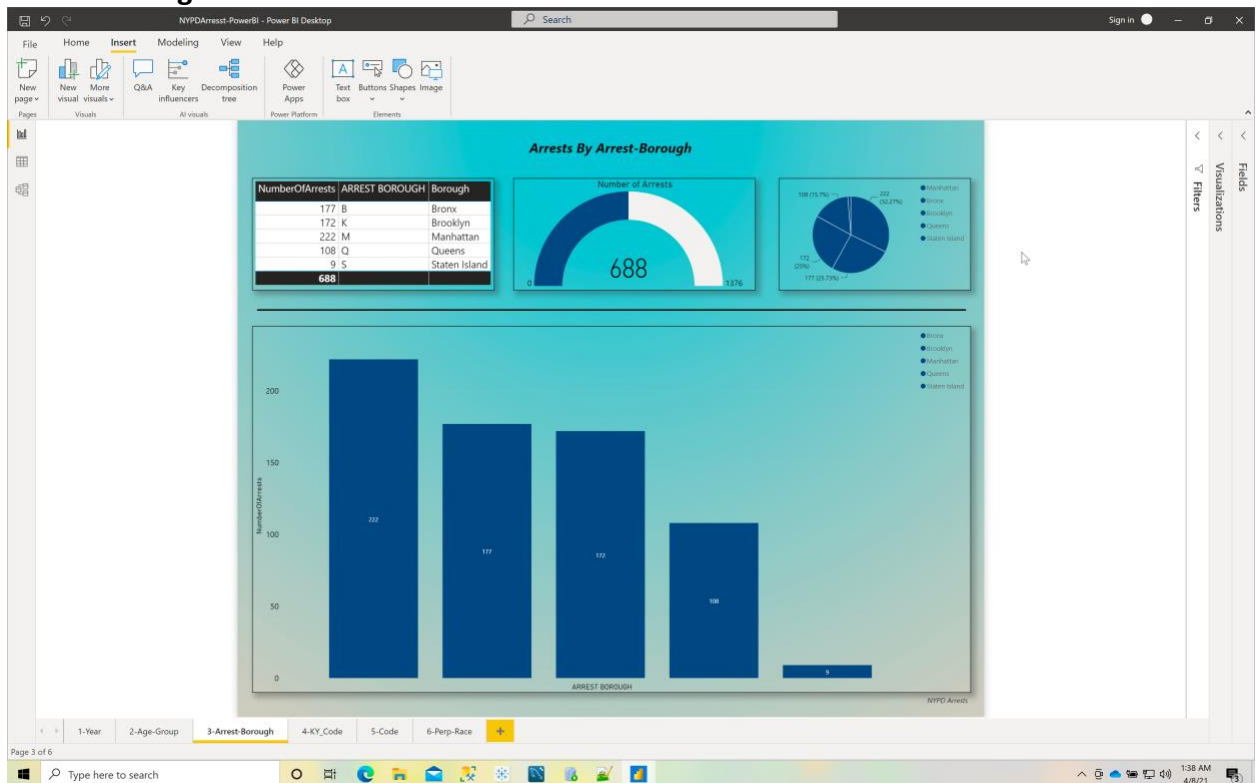 NYPDArresst-PowerBI - Power BI Desktop
Search
Sign in
File Home Insert Modeling View Help
New page
New visual
More visuals
Q&A
Key influencers
Decomposition tree
Power Apps
Text box
Buttons
Shapes
Image
Pages
Visuals
AI visuals
Power Platform
Elements
Arrests By Arrest-Borough
NumberOfArrests ARREST BOROUGH Borough
177 B Bronx
172 K Brooklyn
222 M Manhattan
108 Q Queens
9 S Staten Island
688
Number of Arrests
688
0
1376
108 (15.7%)
222
(32.27%)
172
(25%)
177 (25.73%)
Manhattan
Bronx
Brooklyn
Queens
Staten Island
Bronx
Brooklyn
Manhattan
Queens
Staten Island
NumberOfArrests
200
150
100
50
0
222
177
172
108
9
ARREST BOROUGH
NYPD Arrests
Filters
Visualizations
Fields
1-Year
2-Age-Group
3-Arrest-Borough
4-KY_Code
5-Code
6-Perp-Race
+
Page 3 of 6
Type here to search
1:38 AM
4/8/21
3